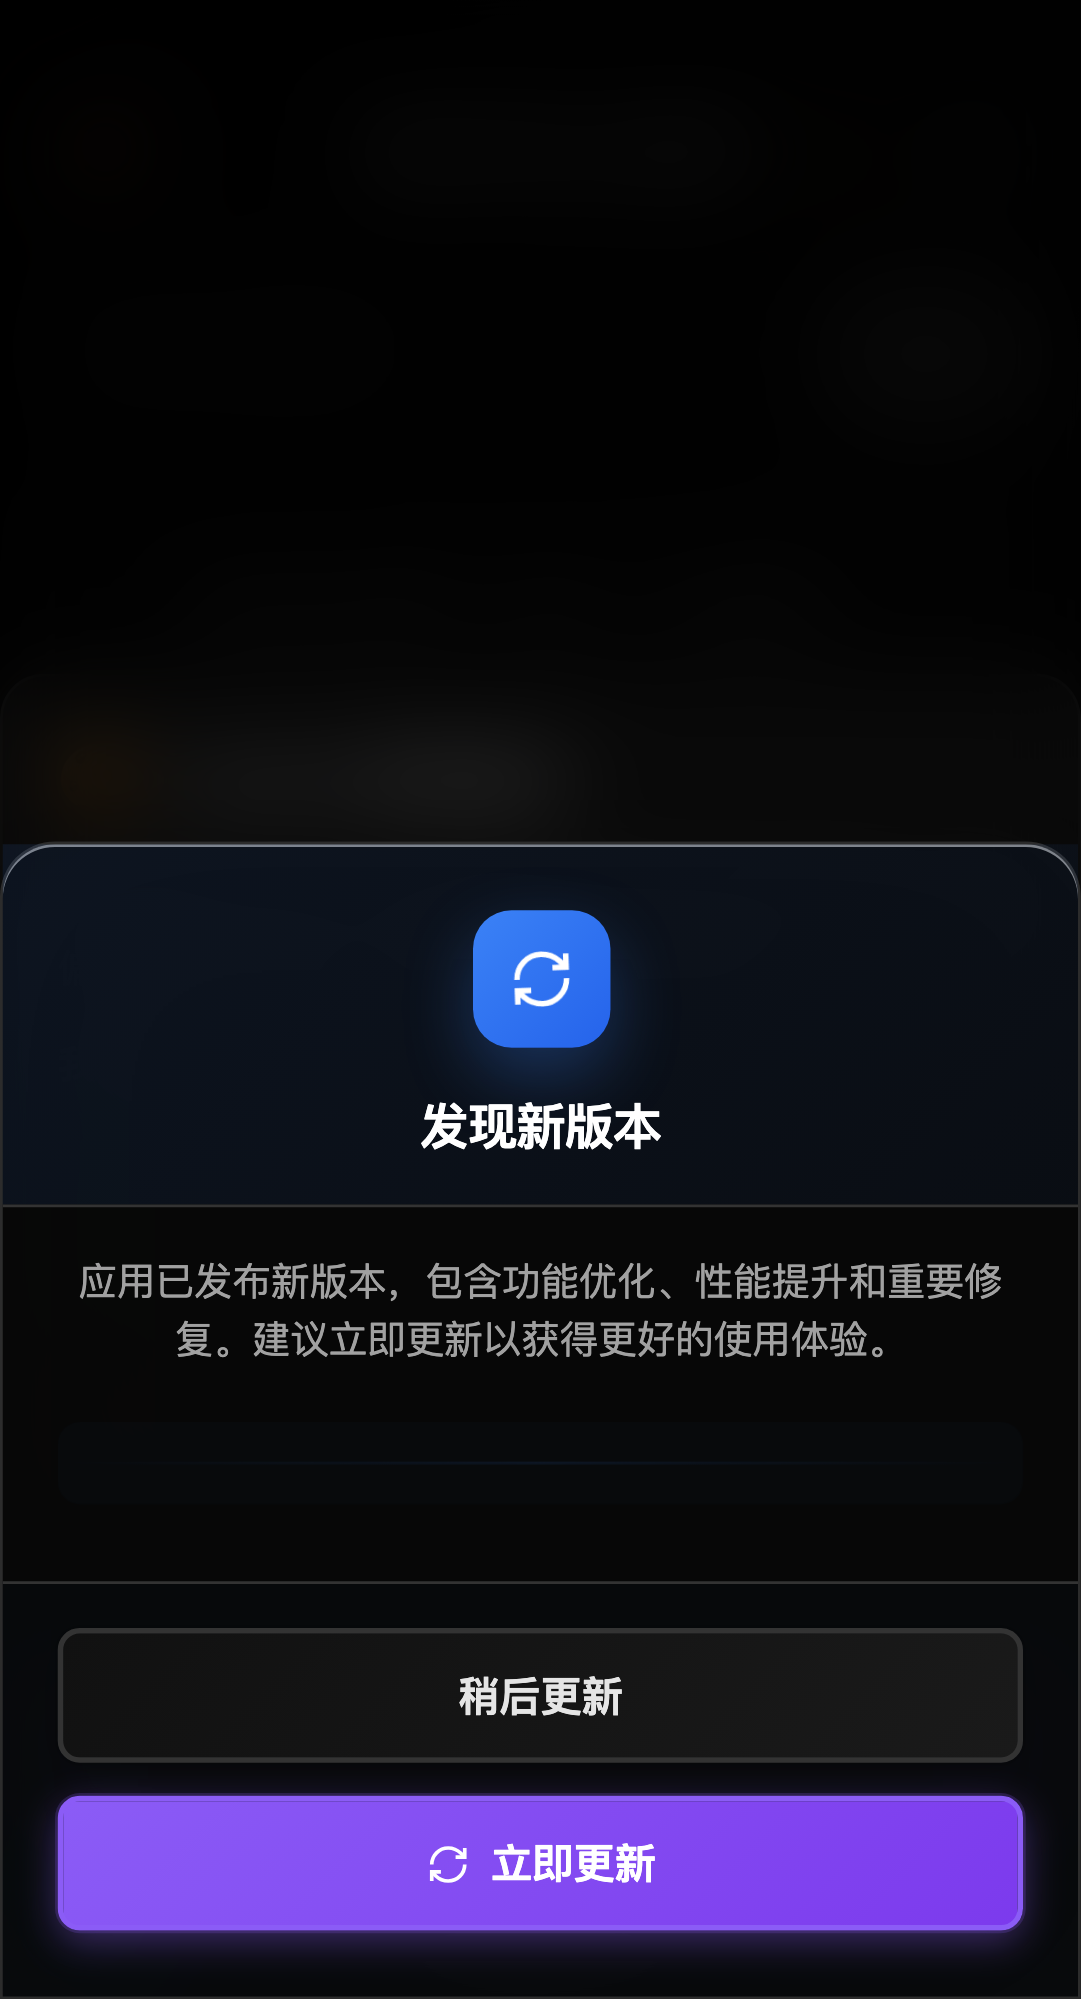 发现新版本
应用已发布新版本，包含功能优化、性能提升和重要修
复。建议立即更新以获得更好的使用体验。
稍后更新
立即更新